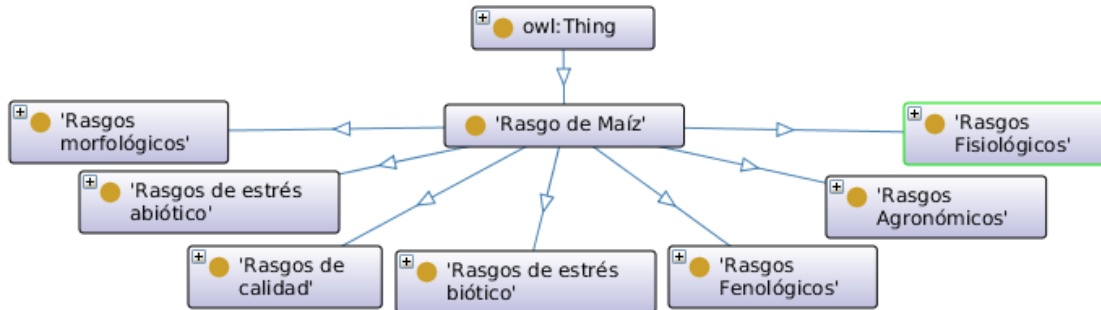 owl:Thing
'Rasgos
morfológicos'
'Rasgo de Maíz'
'Rasgos
Fisiológicos'
'Rasgos de estrés
abiótico'
'Rasgos
Agronómicos'
'Rasgos de
calidad'
'Rasgos de estrés
biótico'
'Rasgos
Fenológicos'